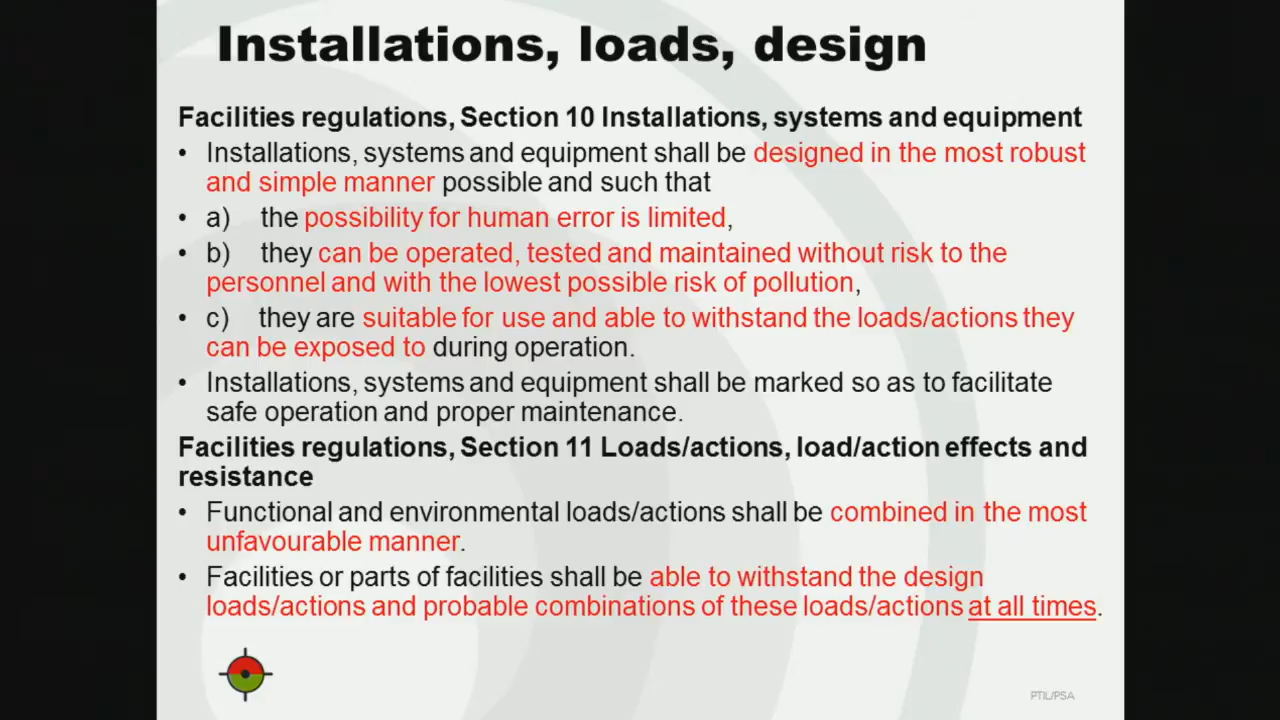 Installations, loads, design
Facilities regulations, Section 10 Installations, systems and equipment
• Installations, systems and equipment shall be designed in the most robust
and simple manner possible and such that
• a) the possibility for human error is limited,
• b) they can be operated, tested and maintained without risk to the
personnel and with the lowest possible risk of pollution,
• c) they are suitable for use and able to withstand the loads/actions they
can be exposed to during operation.
• Installations, systems and equipment shall be marked so as to facilitate
safe operation and proper maintenance.
Facilities regulations, Section 11 Loads/actions, load/action effects and
resistance
• Functional and environmental loads/actions shall be combined in the most
unfavourable manner.
• Facilities or parts of facilities shall be able to withstand the design
loads/actions and probable combinations of these loads/actions at all times.
PTIL/PSA